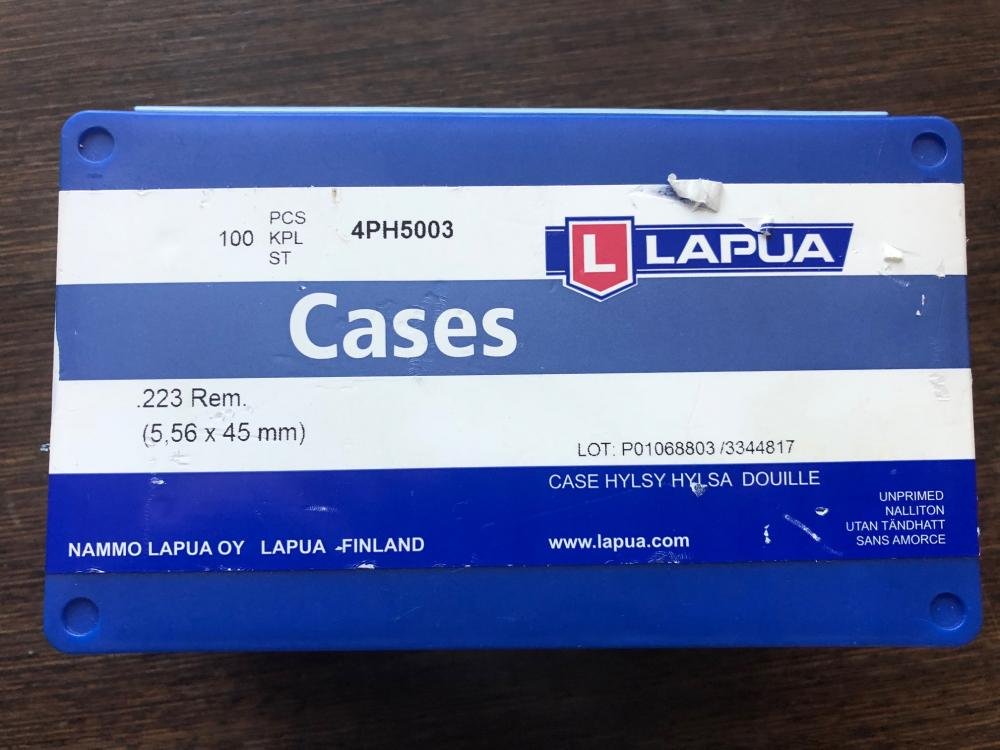 100 PCS 4PH5003
KPL
ST
L LAPUA
Cases
.223 Rem.
(5,56 x 45 mm)
LOT: P01068803 /3344817
CASE HYLSY HYLSA DOUILLE
UNPRIMED
NALLITON
UTAN TÄNDHATT
SANS AMORCE
NAMMO LAPUA OY LAPUA -FINLAND
www.lapua.com